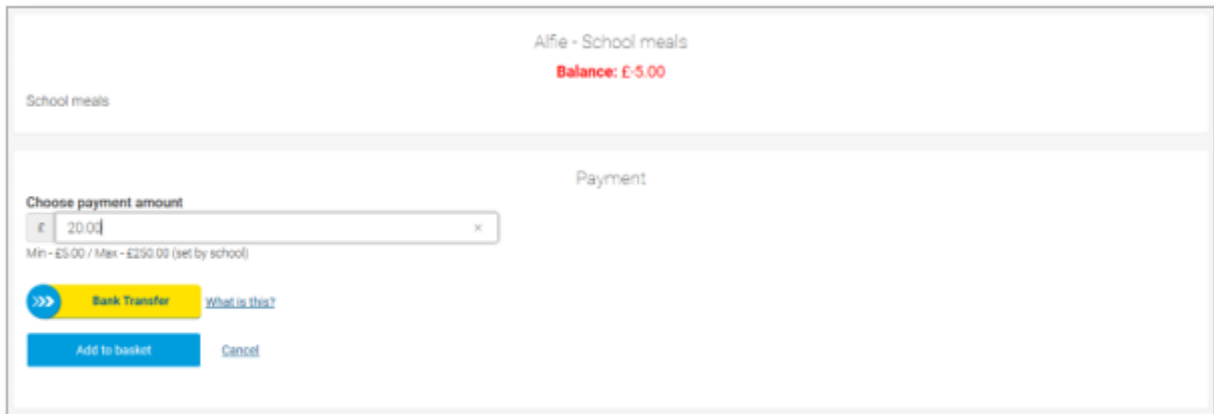 Alfie - School meals
Balance: £-5.00
School meals
Payment
Choose payment amount
£ 20.00 ×
Min - £5.00 / Max - £250.00 (set by school)
>>> Bank Transfer What is this?
Add to basket Cancel